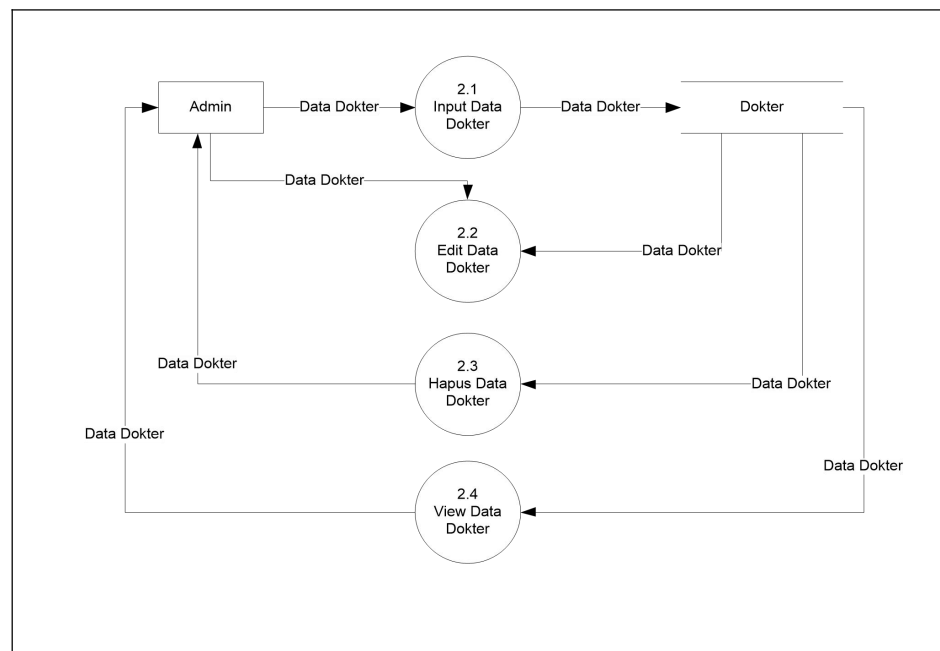 Admin
Data Dokter
2.1
Input Data
Dokter
Data Dokter
Dokter
Data Dokter
2.2
Edit Data
Dokter
Data Dokter
Data Dokter
2.3
Hapus Data
Dokter
Data Dokter
Data Dokter
Data Dokter
2.4
View Data
Dokter